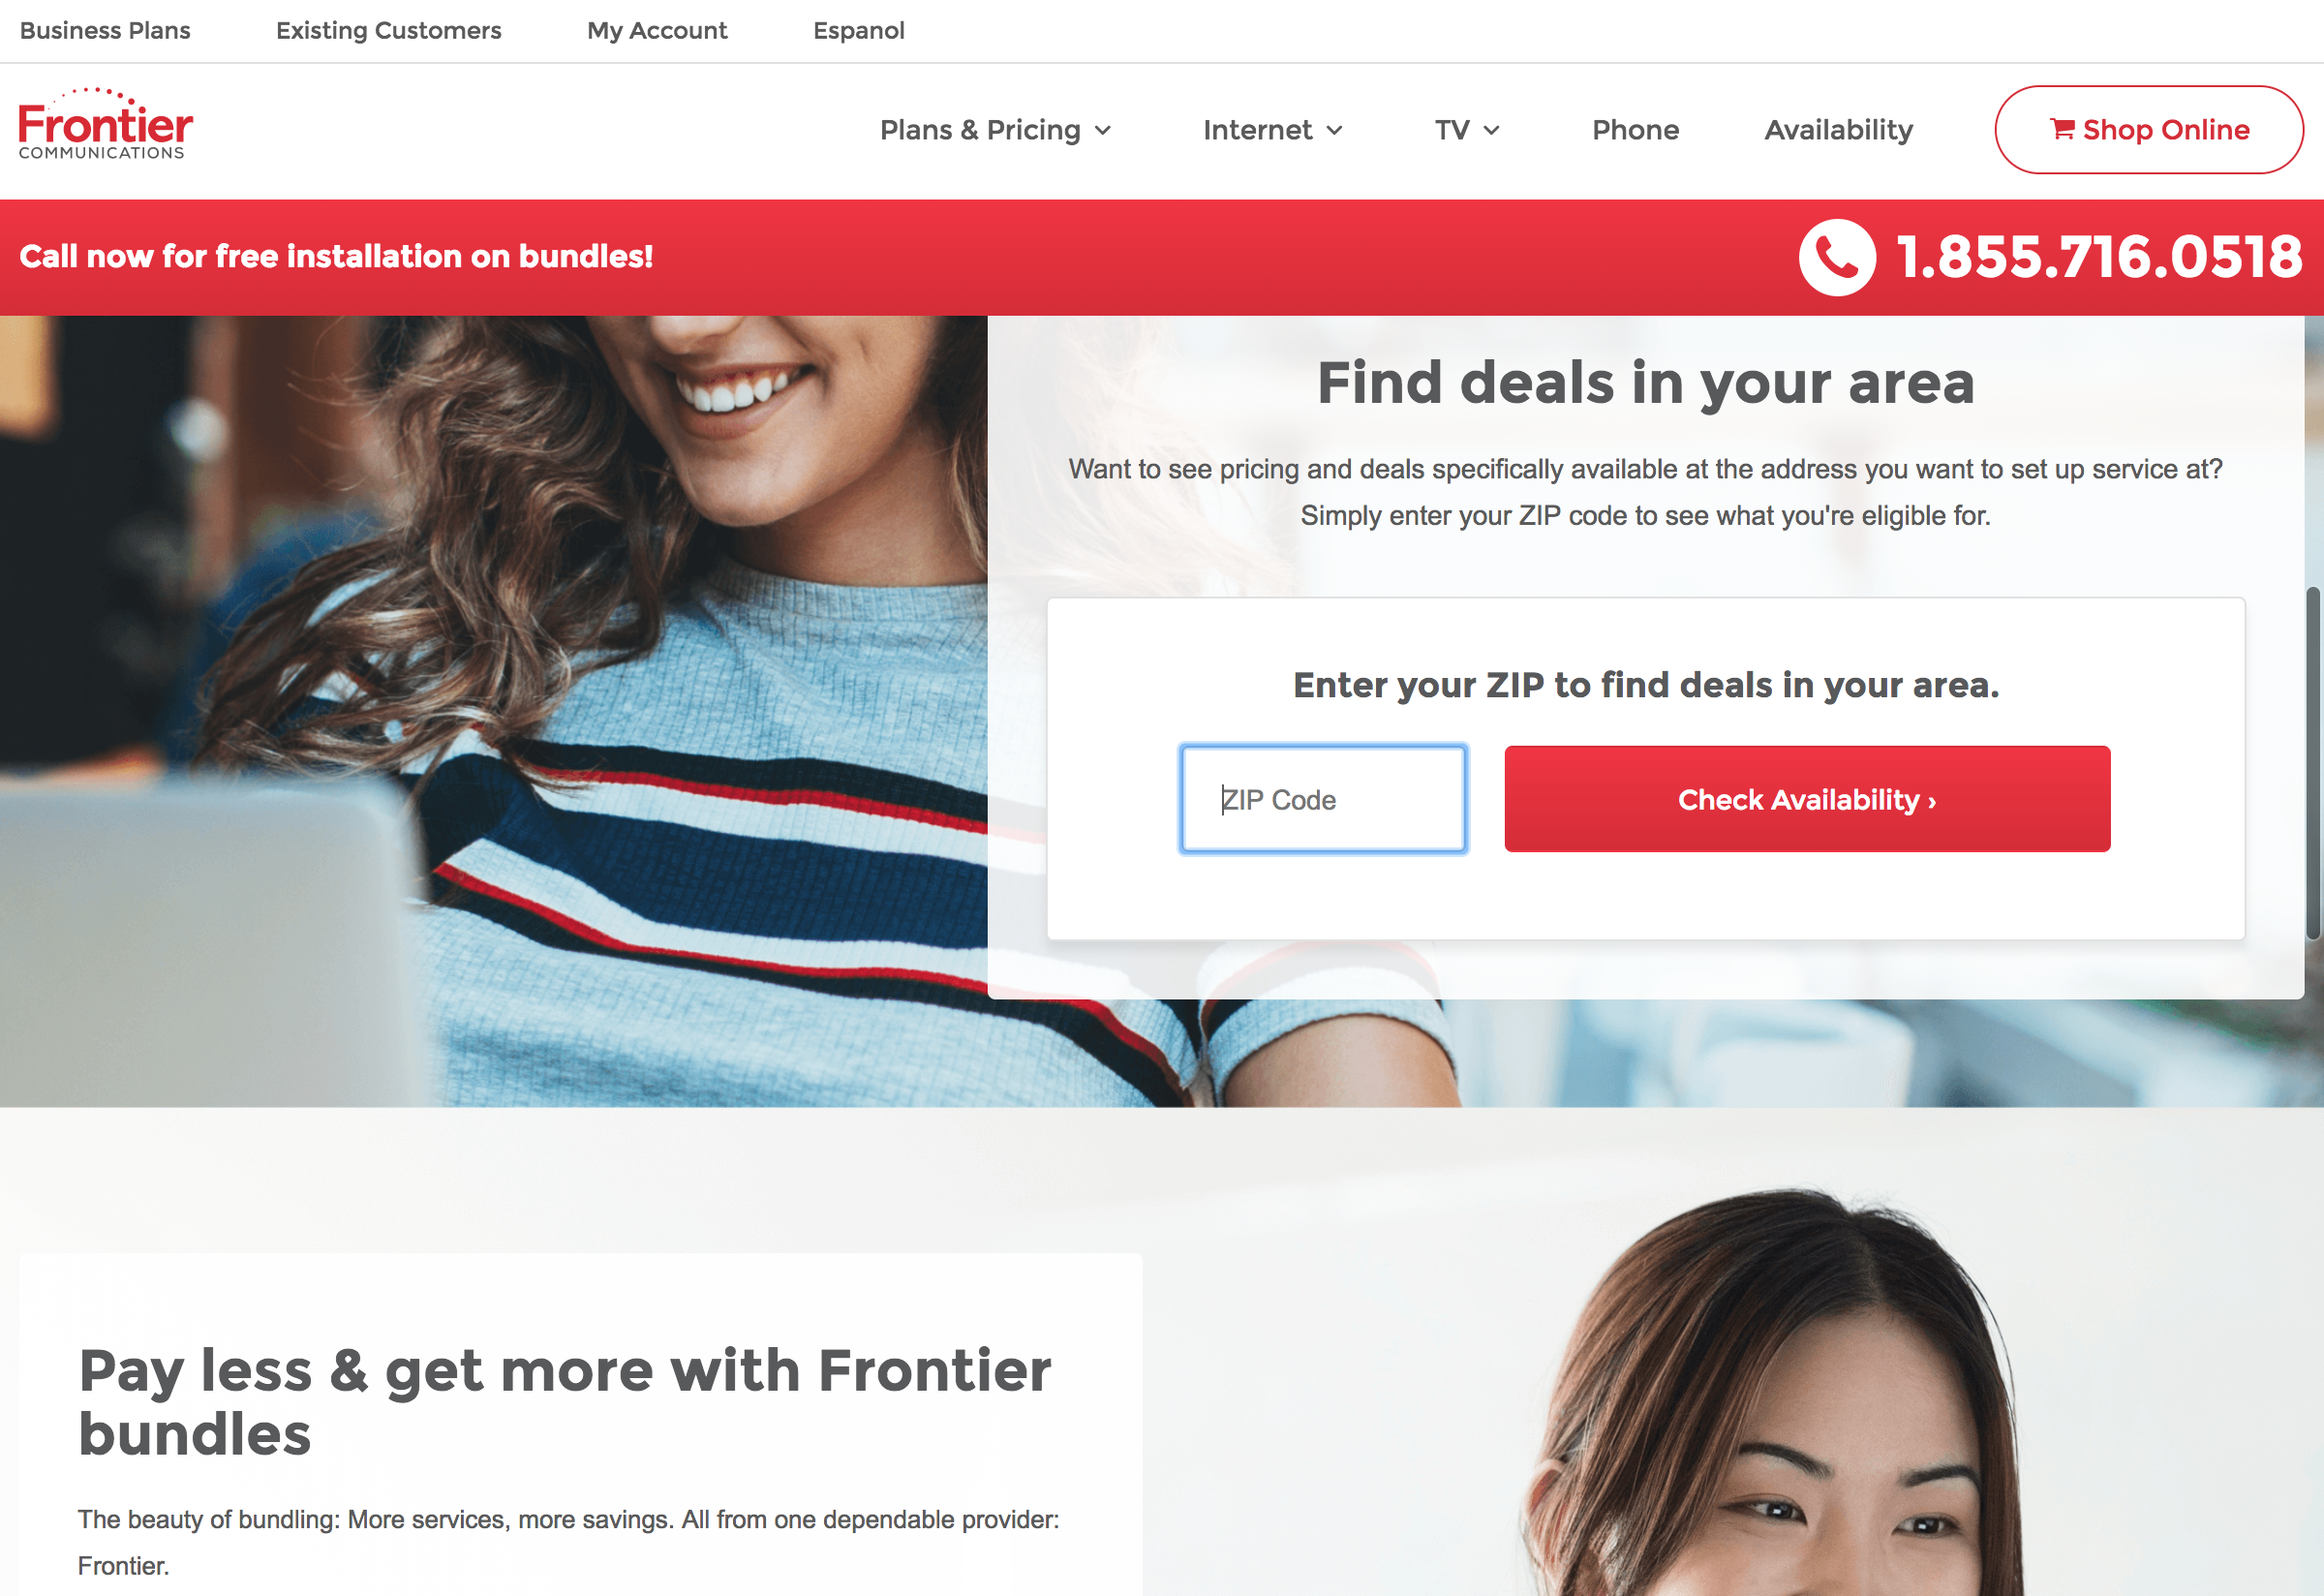 Business Plans
Existing Customers
My Account
Espanol
Frontier
COMMUNICATIONS
Plans & Pricing
Internet
TV
Phone
Availability
Shop Online
Call now for free installation on bundles!
1.855.716.0518
Find deals in your area
Want to see pricing and deals specifically available at the address you want to set up service at?
Simply enter your ZIP code to see what you're eligible for.
Enter your ZIP to find deals in your area.
ZIP Code
Check Availability ›
Pay less & get more with Frontier
bundles
The beauty of bundling: More services, more savings. All from one dependable provider:
Frontier.